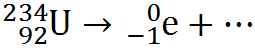 ²³⁴₉₂U → ⁰₋₁e + ⋯